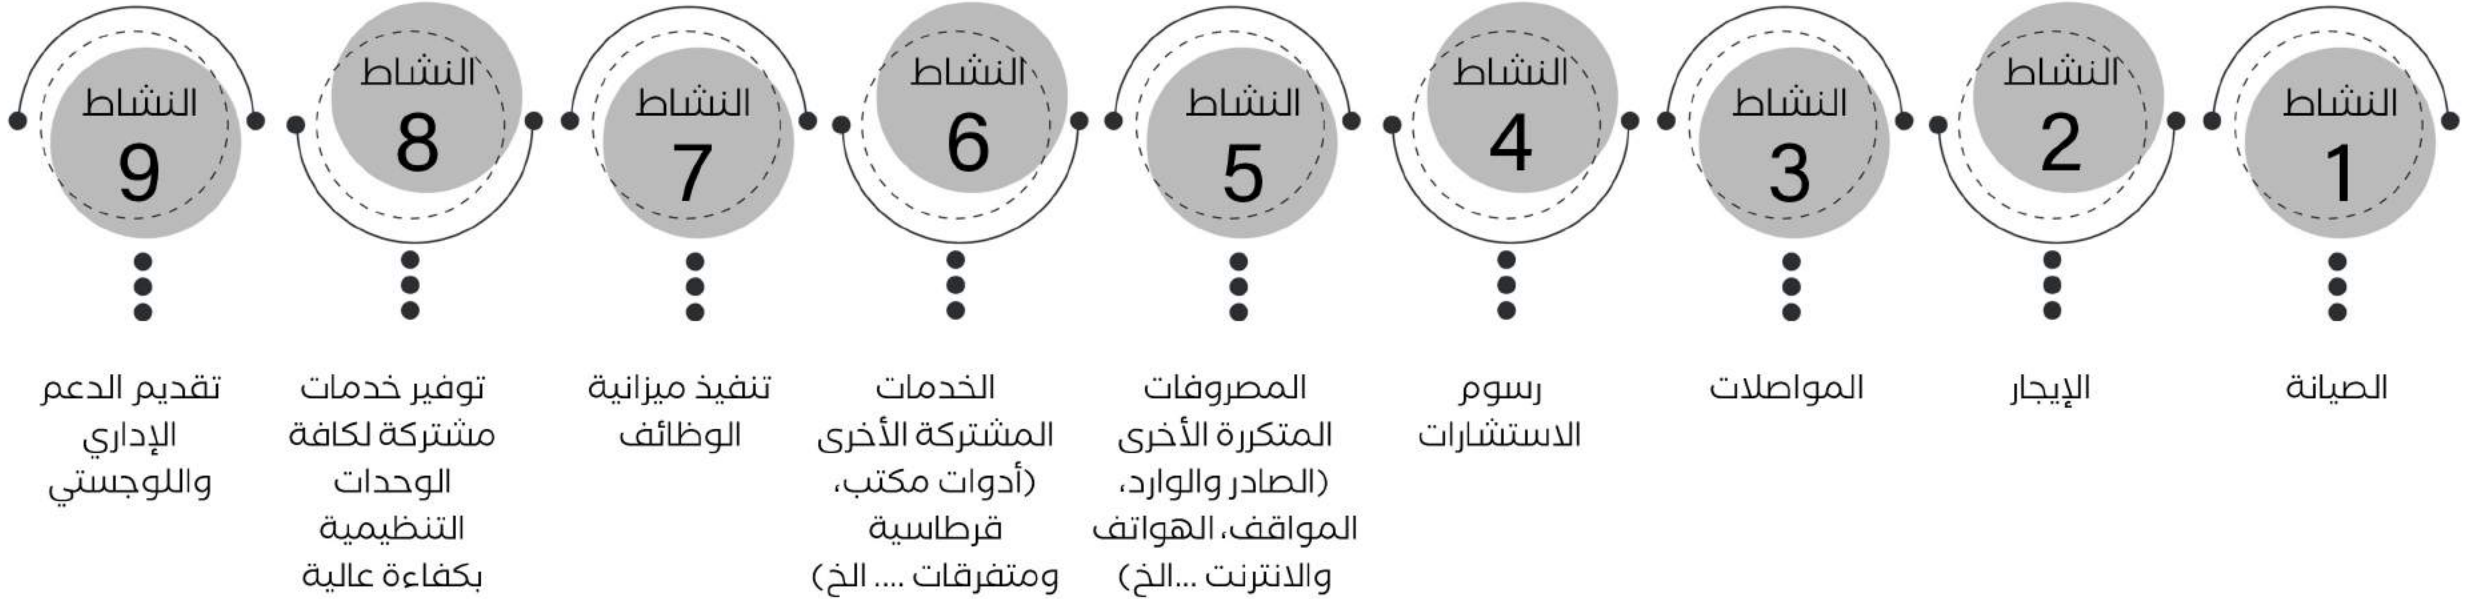 النشاط
1
الصيانة
النشاط
2
الإيجار
النشاط
3
المواصلات
النشاط
4
رسوم
الاستشارات
النشاط
5
المصروفات
المتكررة الأخرى
(الصادر والوارد،
المواقف، الهواتف
والانترنت ...الخ)
النشاط
6
الخدمات
المشتركة الأخرى
(أدوات مكتب،
قرطاسية
ومتفرقات .... الخ)
النشاط
7
تنفيذ ميزانية
الوظائف
النشاط
8
توفير خدمات
مشتركة لكافة
الوحدات
التنظيمية
بكفاءة عالية
النشاط
9
تقديم الدعم
الإداري
واللوجستي